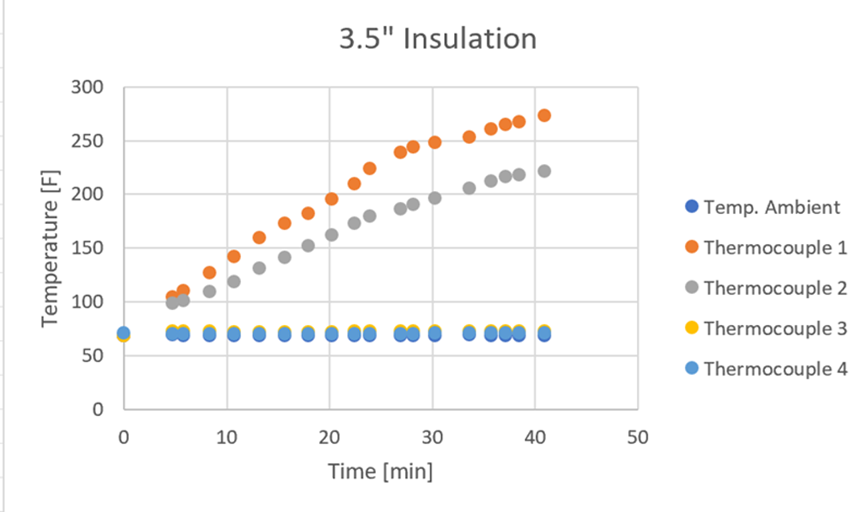 3.5" Insulation
300
250
200
150
100
50
0
Temperature [F]
0 10 20 30 40 50
Time [min]
Temp. Ambient
Thermocouple 1
Thermocouple 2
Thermocouple 3
Thermocouple 4